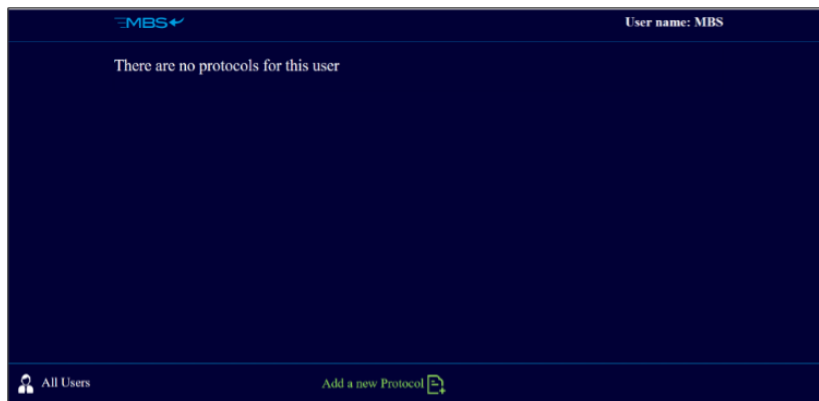 MBS
User name: MBS
There are no protocols for this user
All Users
Add a new Protocol